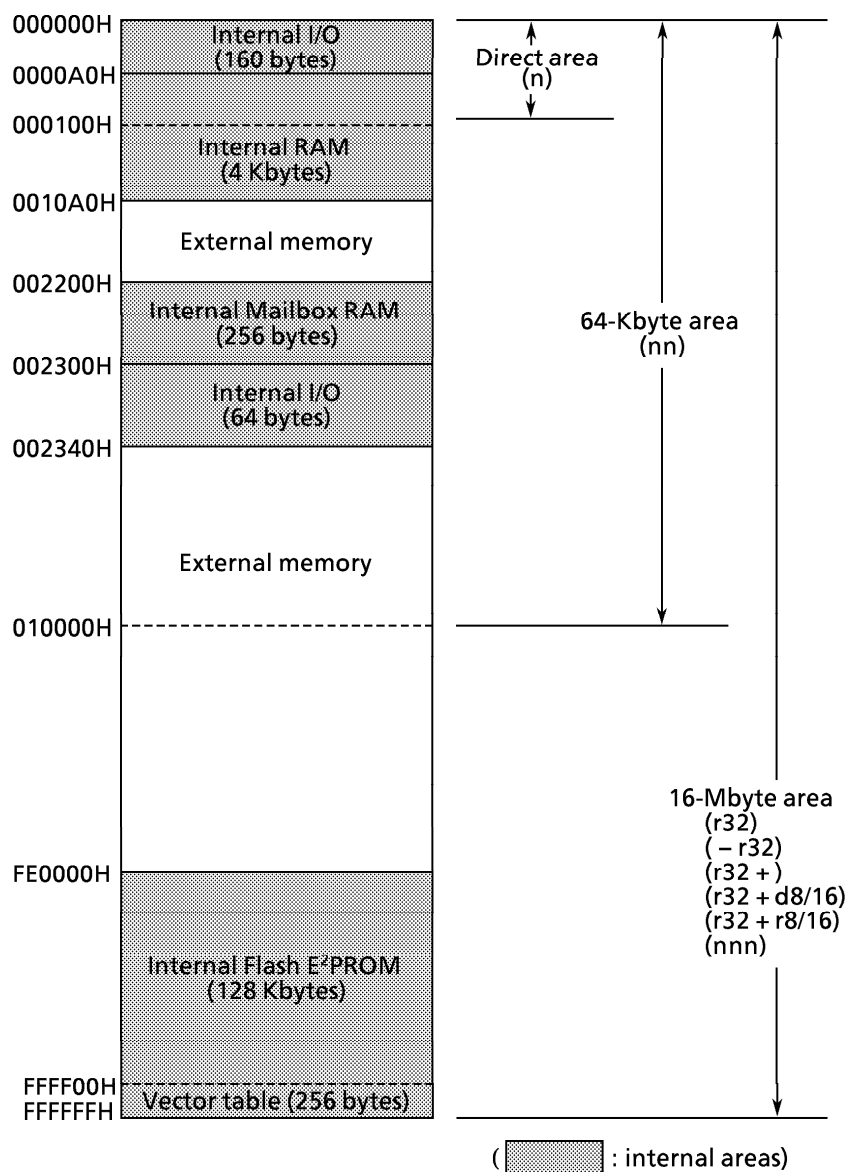 000000H
Internal I/O
(160 bytes)
0000A0H
000100H
Internal RAM
(4 Kbytes)
0010A0H
External memory
002200H
Internal Mailbox RAM
(256 bytes)
002300H
Internal I/O
(64 bytes)
002340H
External memory
010000H
FE0000H
Internal Flash E²PROM
(128 Kbytes)
FFFF00H
Vector table (256 bytes)
FFFFFFH
Direct area
(n)
64-Kbyte area
(nn)
16-Mbyte area
(r32)
( – r32)
(r32 + )
(r32 + d8/16)
(r32 + r8/16)
(nnn)
( : internal areas)